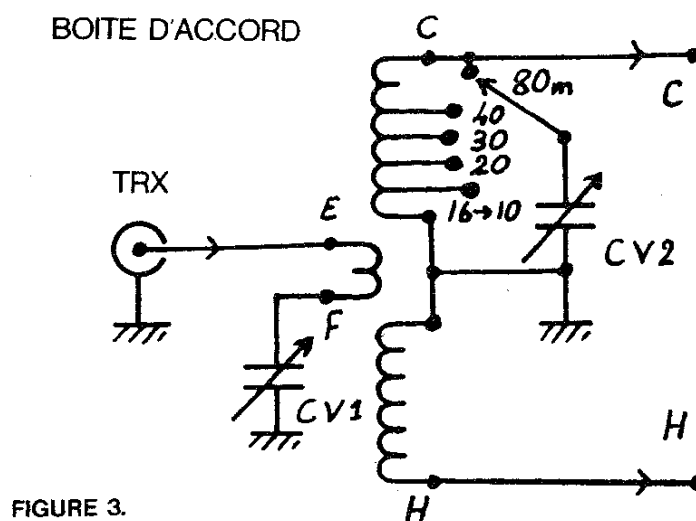 BOITE D'ACCORD
C
80m
C
40
30
20
16→10
TRX
E
CV2
F
CV1
H
H
FIGURE 3.